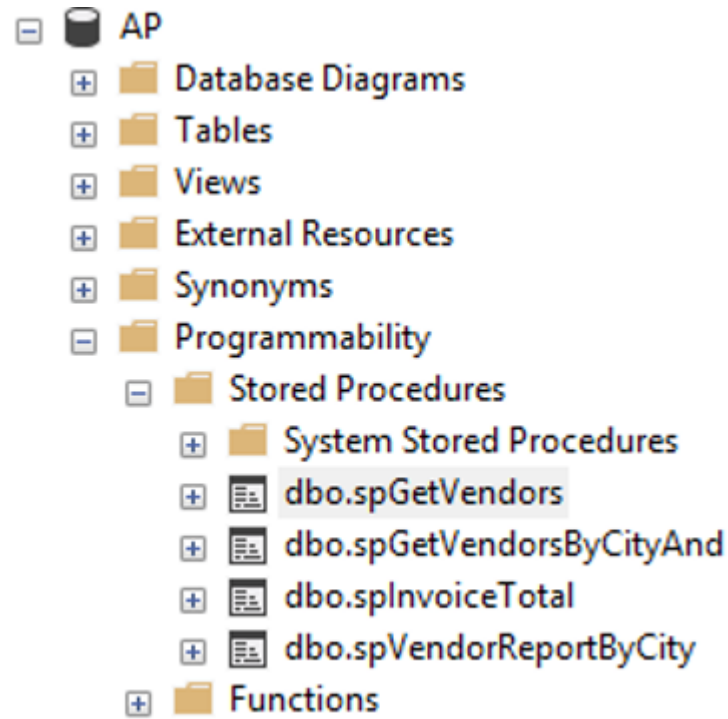 AP
Database Diagrams
Tables
Views
External Resources
Synonyms
Programmability
Stored Procedures
System Stored Procedures
dbo.spGetVendors
dbo.spGetVendorsByCityAnd
dbo.spInvoiceTotal
dbo.spVendorReportByCity
Functions